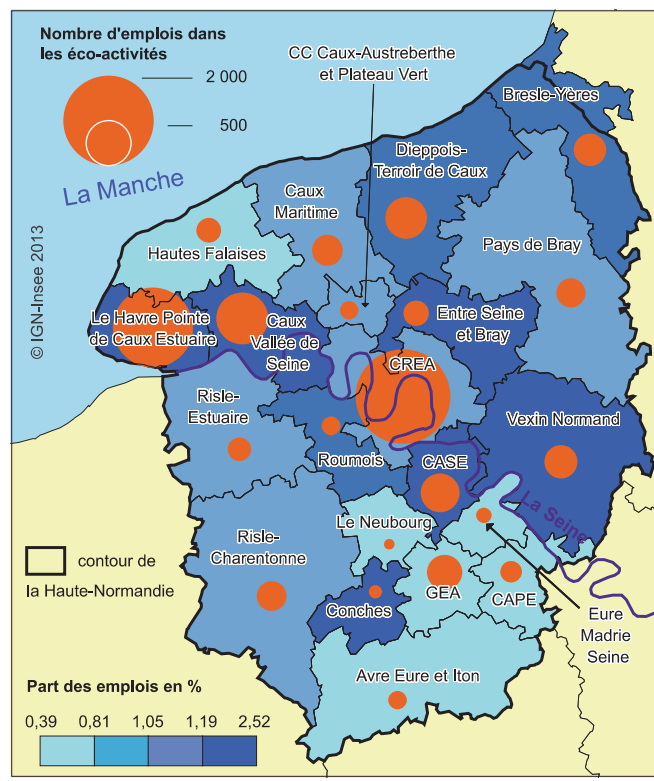 Nombre d'emplois dans
les éco-activités
2 000
500
CC Caux-Austreberthe
et Plateau Vert
Bresle-Yères
La Manche
Dieppois-
Terroir de Caux
Caux
Maritime
Pays de Bray
Hautes Falaises
© IGN-Insee 2013
Le Havre Pointe
de Caux Estuaire
Caux
Vallée de
Seine
Entre Seine
et Bray
CREA
Risle-
Estuaire
Vexin Normand
Roumois
CASE
La Seine
Le Neubourg
Risle-
Charentonne
contour de
la Haute-Normandie
GEA
CAPE
Conches
Eure
Madrie
Seine
Avre Eure et Iton
Part des emplois en %
0,39 0,81 1,05 1,19 2,52